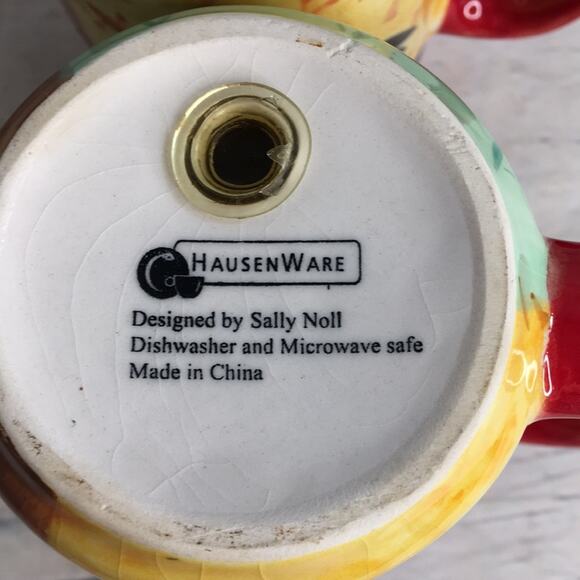 HAUSENWARE
Designed by Sally Noll
Dishwasher and Microwave safe
Made in China